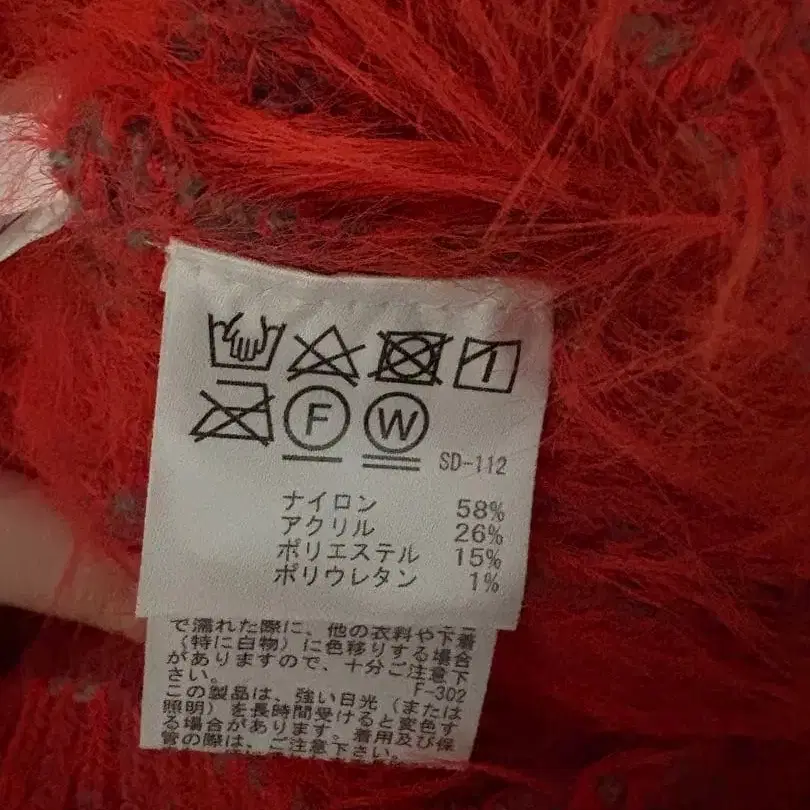 F W
SD-112
ナイロン 58%
アクリル 26%
ポリエステル 15%
ポリウレタン 1%
で濡れた際に、他の衣料や下着
(特に白物)に色移りする場合
がありますので、十分ご注意下
さい。 F-302
この製品は、強い日光(または
照明)を長時間受けると変色す
る場合があります。着用及び保
管の際は、ご注意下さい。